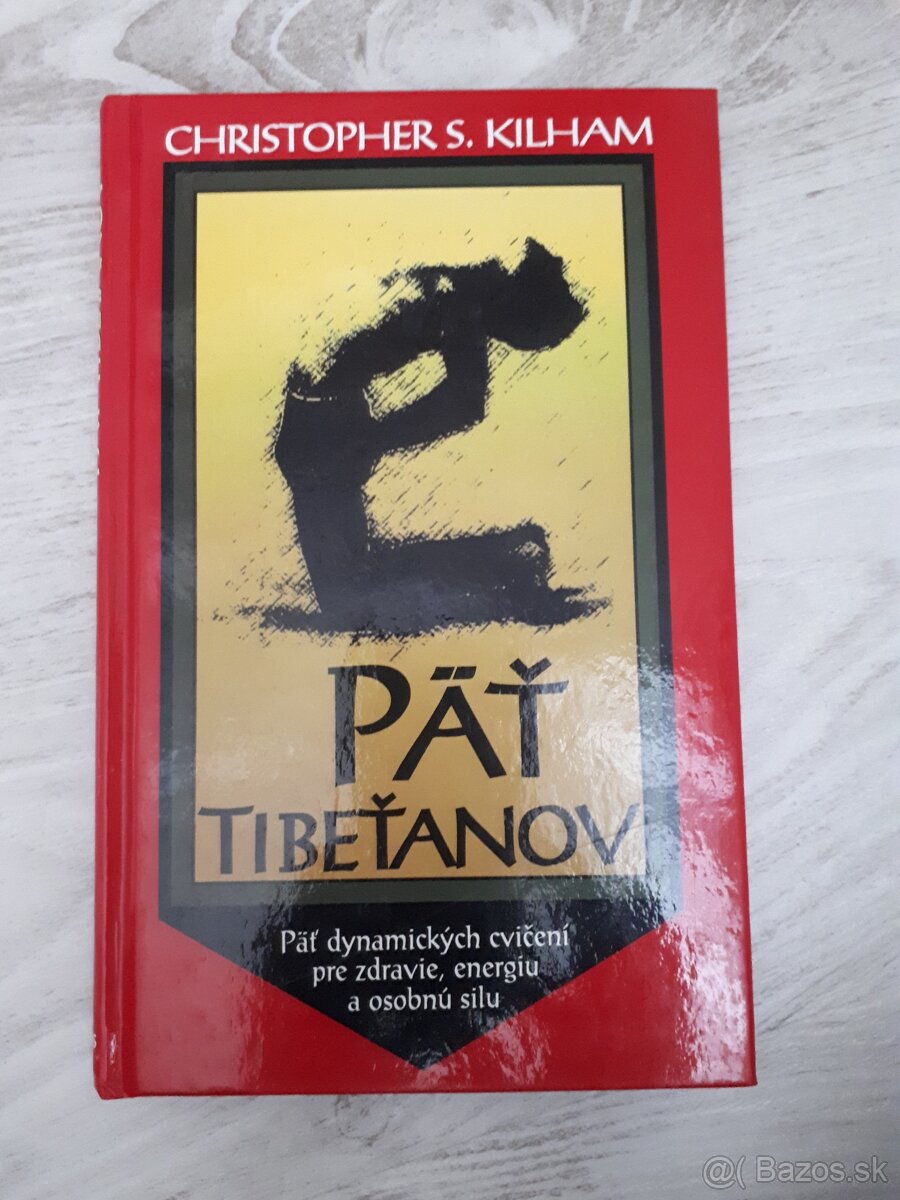 CHRISTOPHER S. KILHAM
PÄŤ
TIBEŤANOV
Päť dynamických cvičení
pre zdravie, energiu
a osobnú silu
@( Bazos.sk